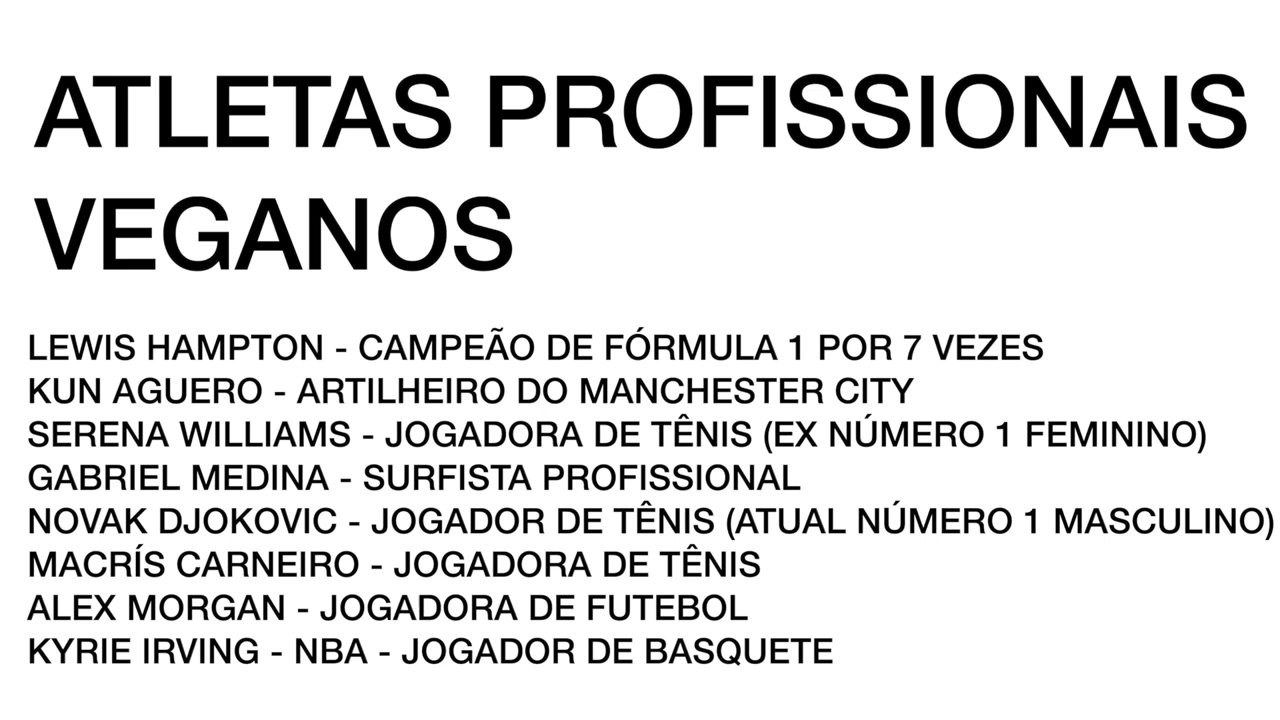 ATLETAS PROFISSIONAIS
VEGANOS
LEWIS HAMPTON - CAMPEÃO DE FÓRMULA 1 POR 7 VEZES
KUN AGUERO - ARTILHEIRO DO MANCHESTER CITY
SERENA WILLIAMS - JOGADORA DE TÊNIS (EX NÚMERO 1 FEMININO)
GABRIEL MEDINA - SURFISTA PROFISSIONAL
NOVAK DJOKOVIC - JOGADOR DE TÊNIS (ATUAL NÚMERO 1 MASCULINO)
MACRÍS CARNEIRO - JOGADORA DE TÊNIS
ALEX MORGAN - JOGADORA DE FUTEBOL
KYRIE IRVING - NBA - JOGADOR DE BASQUETE